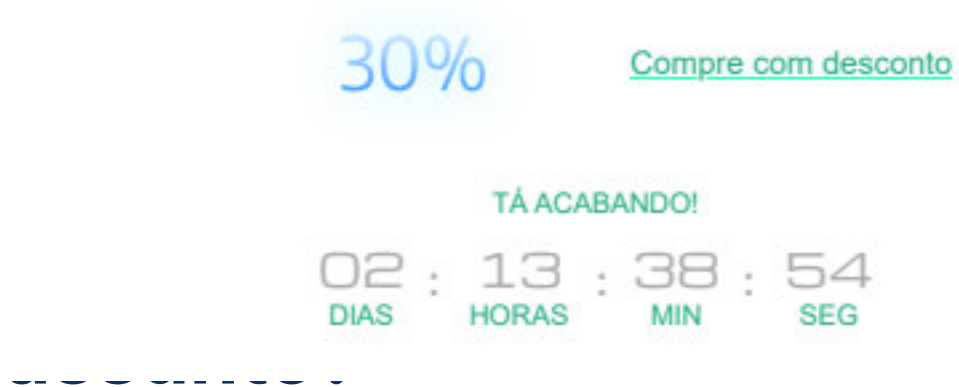 30%
Compre com desconto
TÁ ACABANDO!
02 : 13 : 38 : 54
DIAS HORAS MIN SEG